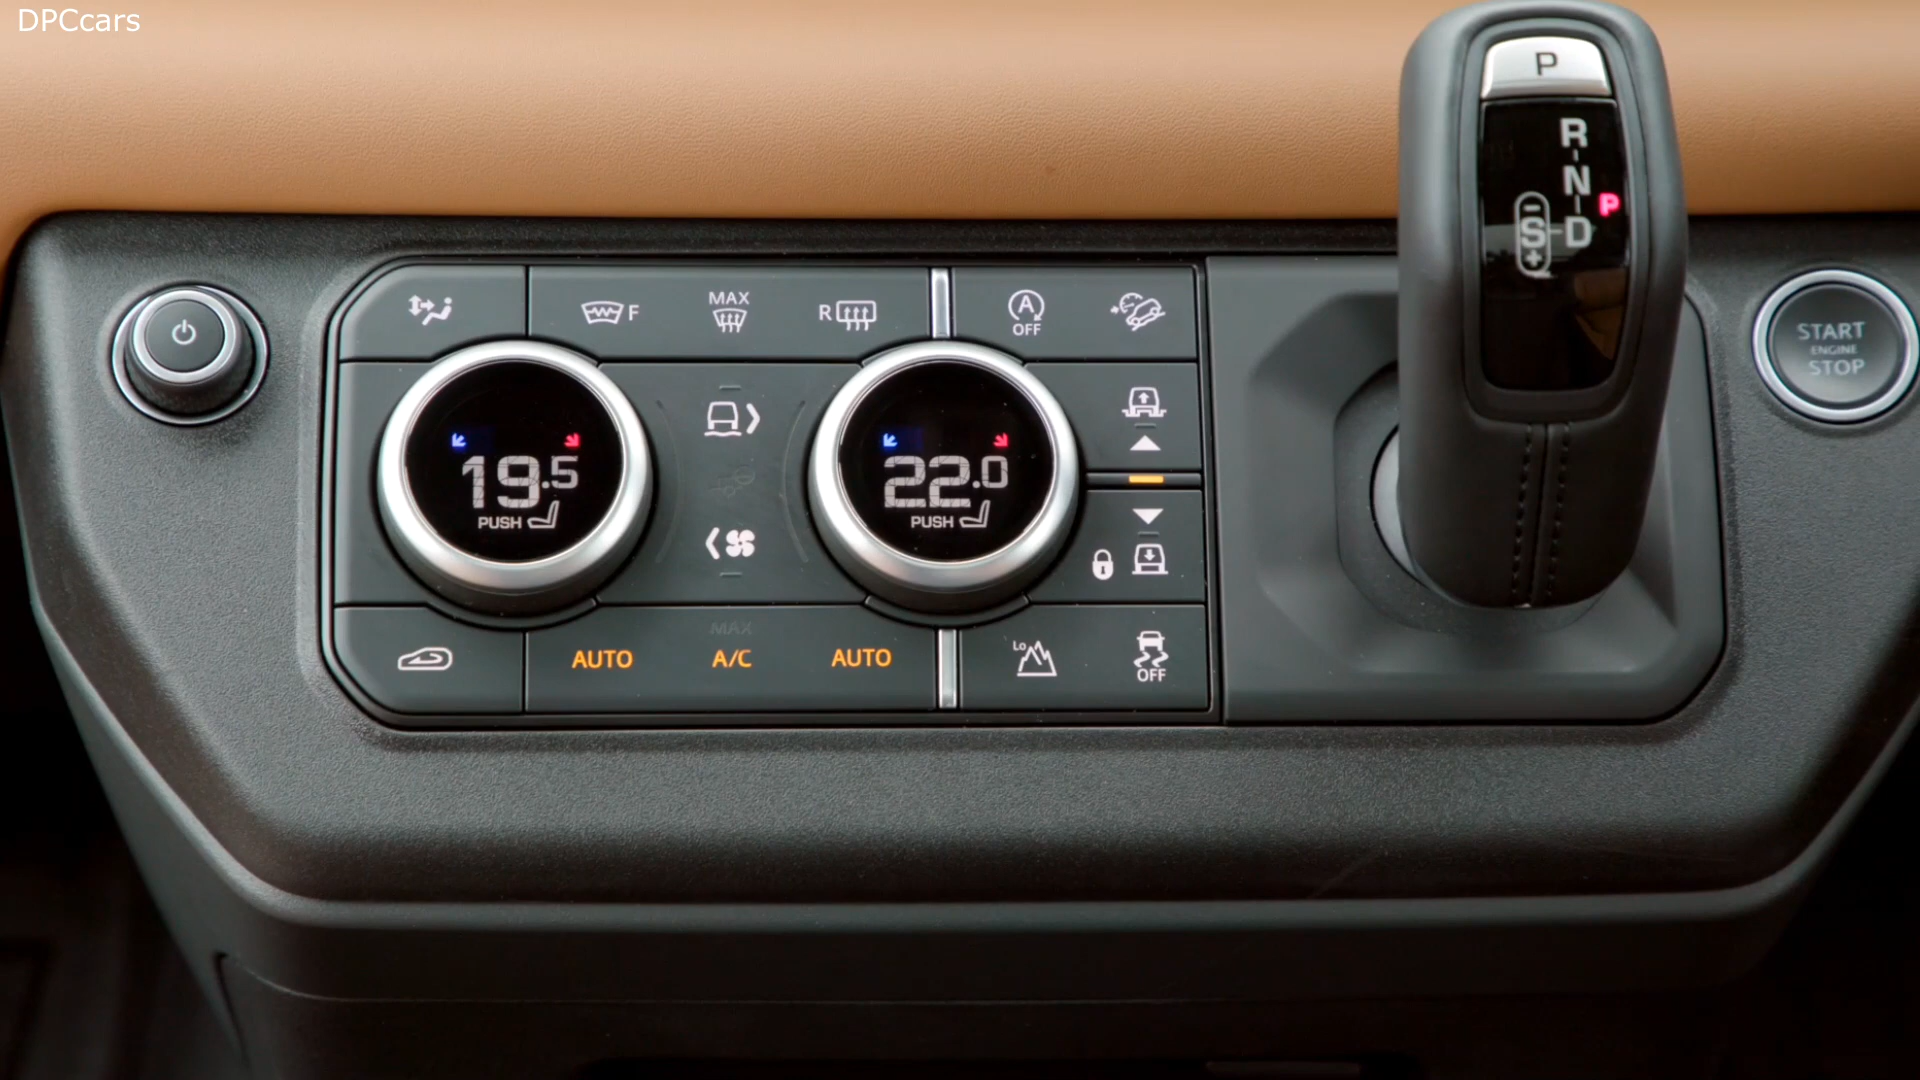 DPCcars
P
R
N
P
S D
START
ENGINE
STOP
F
MAX
R
A
OFF
19.5
PUSH
22.0
PUSH
MAX
AUTO
A/C
AUTO
Lo
OFF